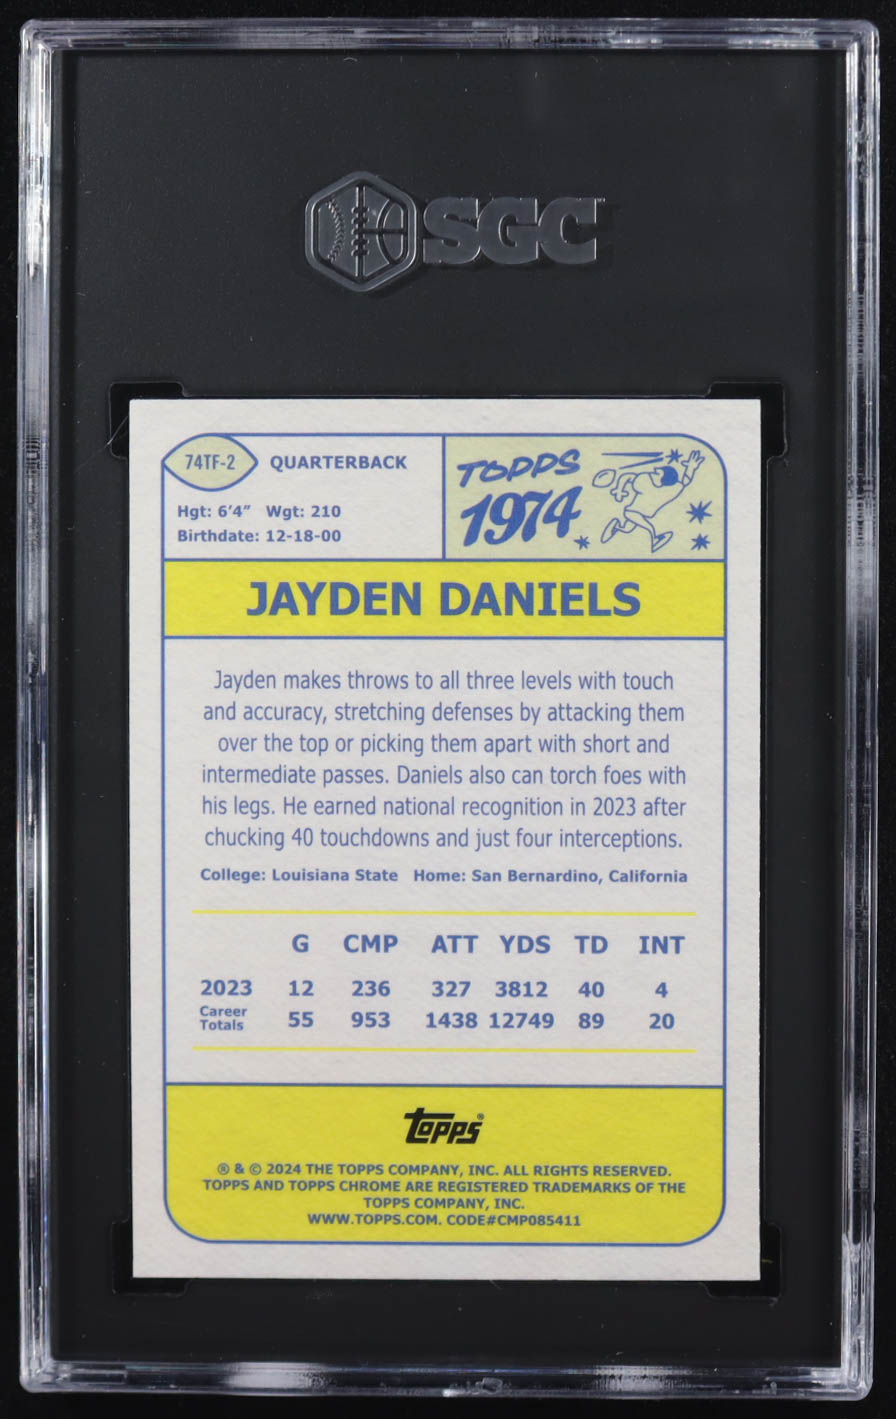 SGC
74TF-2 QUARTERBACK
Hgt: 6'4" Wgt: 210
Birthdate: 12-18-00
TOPPS
1974
JAYDEN DANIELS
Jayden makes throws to all three levels with touch
and accuracy, stretching defenses by attacking them
over the top or picking them apart with short and
intermediate passes. Daniels also can torch foes with
his legs. He earned national recognition in 2023 after
chucking 40 touchdowns and just four interceptions.
College: Louisiana State Home: San Bernardino, California
G CMP ATT YDS TD INT
2023 12 236 327 3812 40 4
Career Totals 55 953 1438 12749 89 20
topps®
® & © 2024 THE TOPPS COMPANY, INC. ALL RIGHTS RESERVED.
TOPPS AND TOPPS CHROME ARE REGISTERED TRADEMARKS OF THE
TOPPS COMPANY, INC.
WWW.TOPPS.COM. CODE#CMP085411